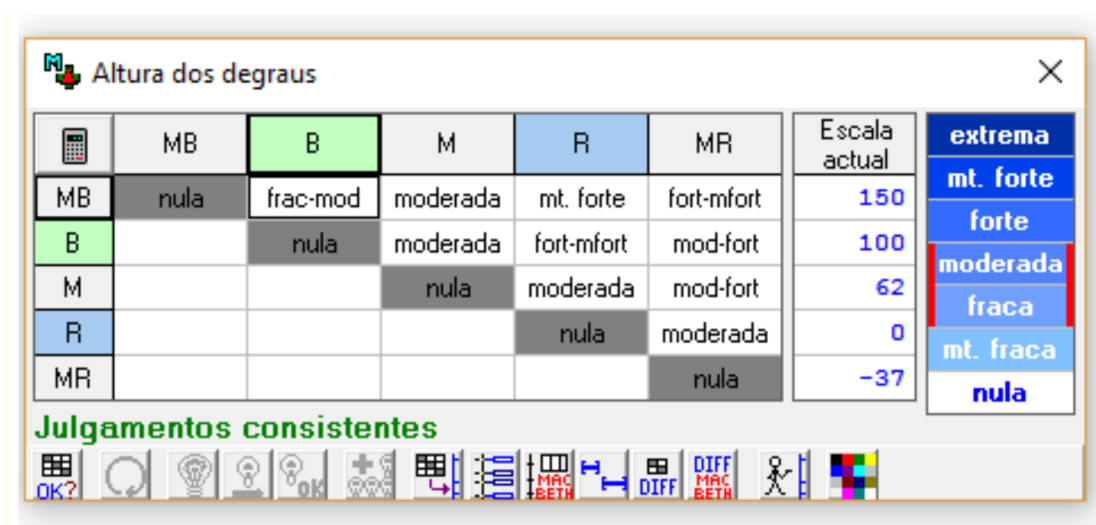 Altura dos degraus
MB B M R MR Escala actual
MB nula frac-mod moderada mt. forte fort-mfort 150
B nula moderada fort-mfort mod-fort 100
M nula moderada mod-fort 62
R nula moderada 0
MR nula -37
extrema
mt. forte
forte
moderada
fraca
mt. fraca
nula
Julgamentos consistentes
OK? OK MAC BETH DIFF DIFF MAC BETH